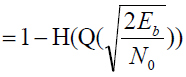 = 1 − H(Q(√(2E_b/N_0)))